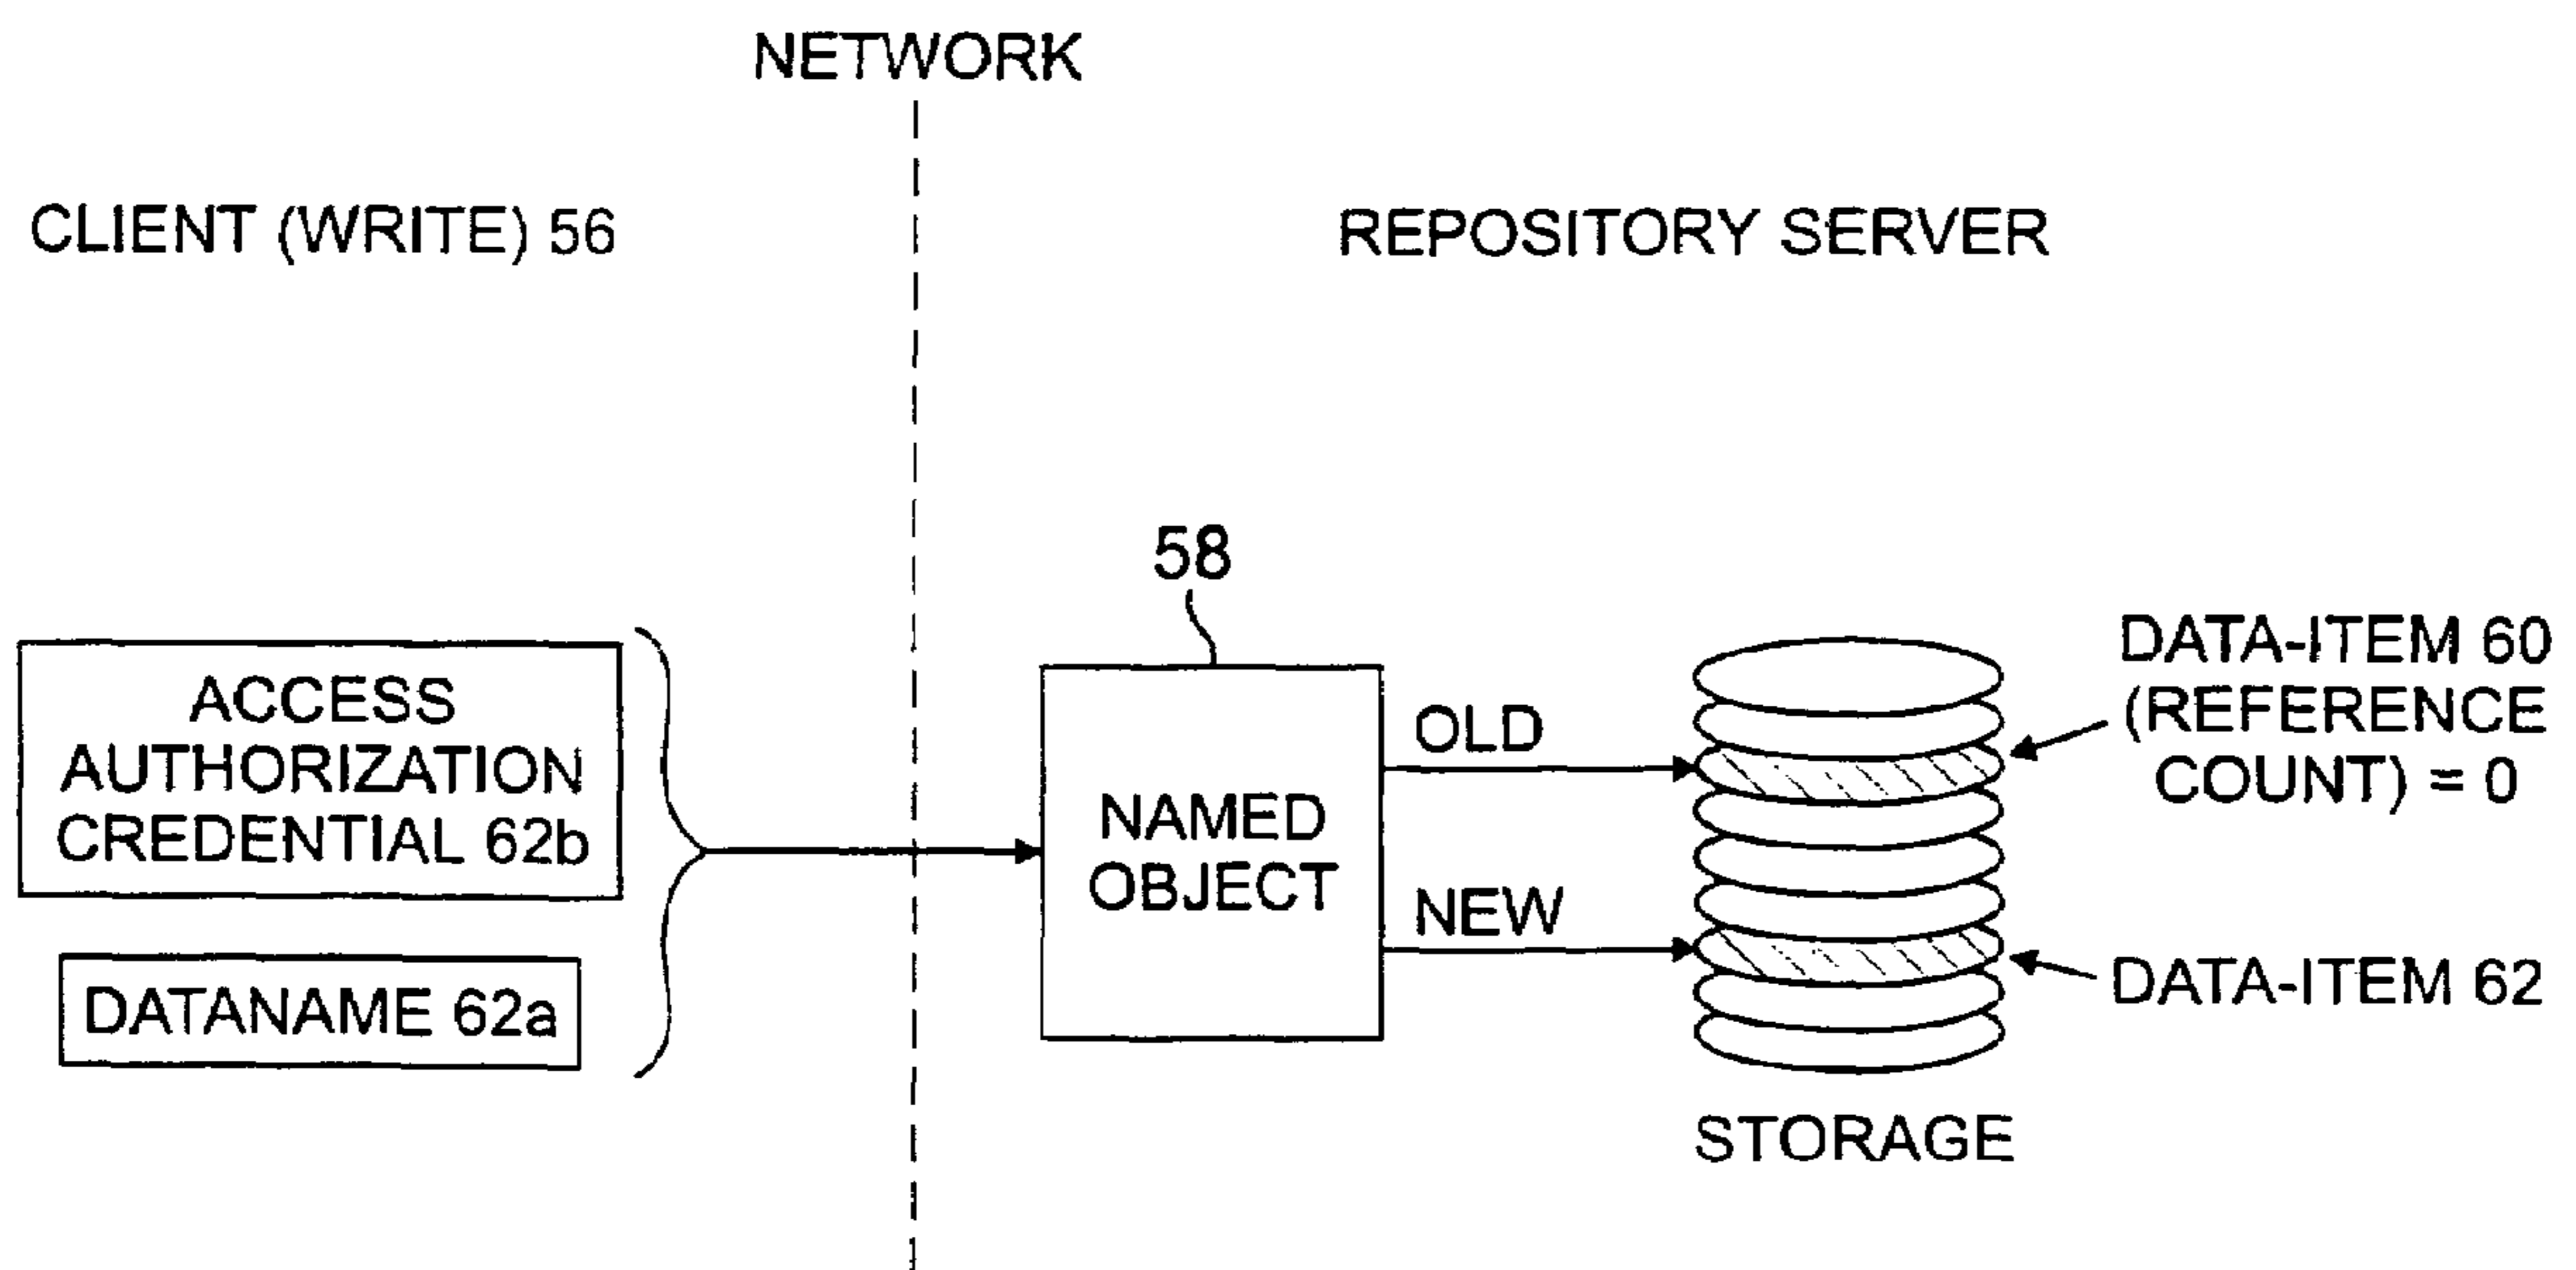 NETWORK
CLIENT (WRITE) 56
REPOSITORY SERVER
ACCESS
AUTHORIZATION
CREDENTIAL 62b
DATANAME 62a
58
NAMED
OBJECT
OLD
NEW
DATA-ITEM 60
(REFERENCE
COUNT) = 0
DATA-ITEM 62
STORAGE